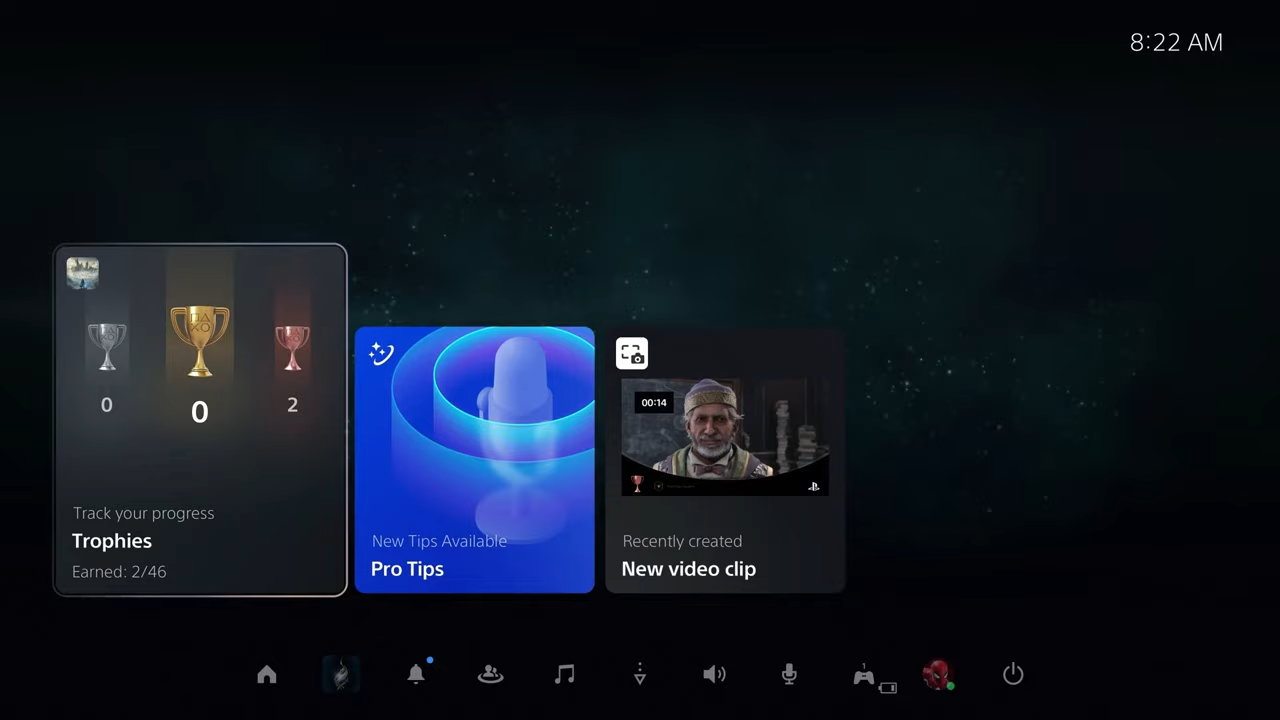 8:22 AM
0
0
2
Track your progress
Trophies
Earned: 2/46
New Tips Available
Pro Tips
00:14
Recently created
New video clip
1